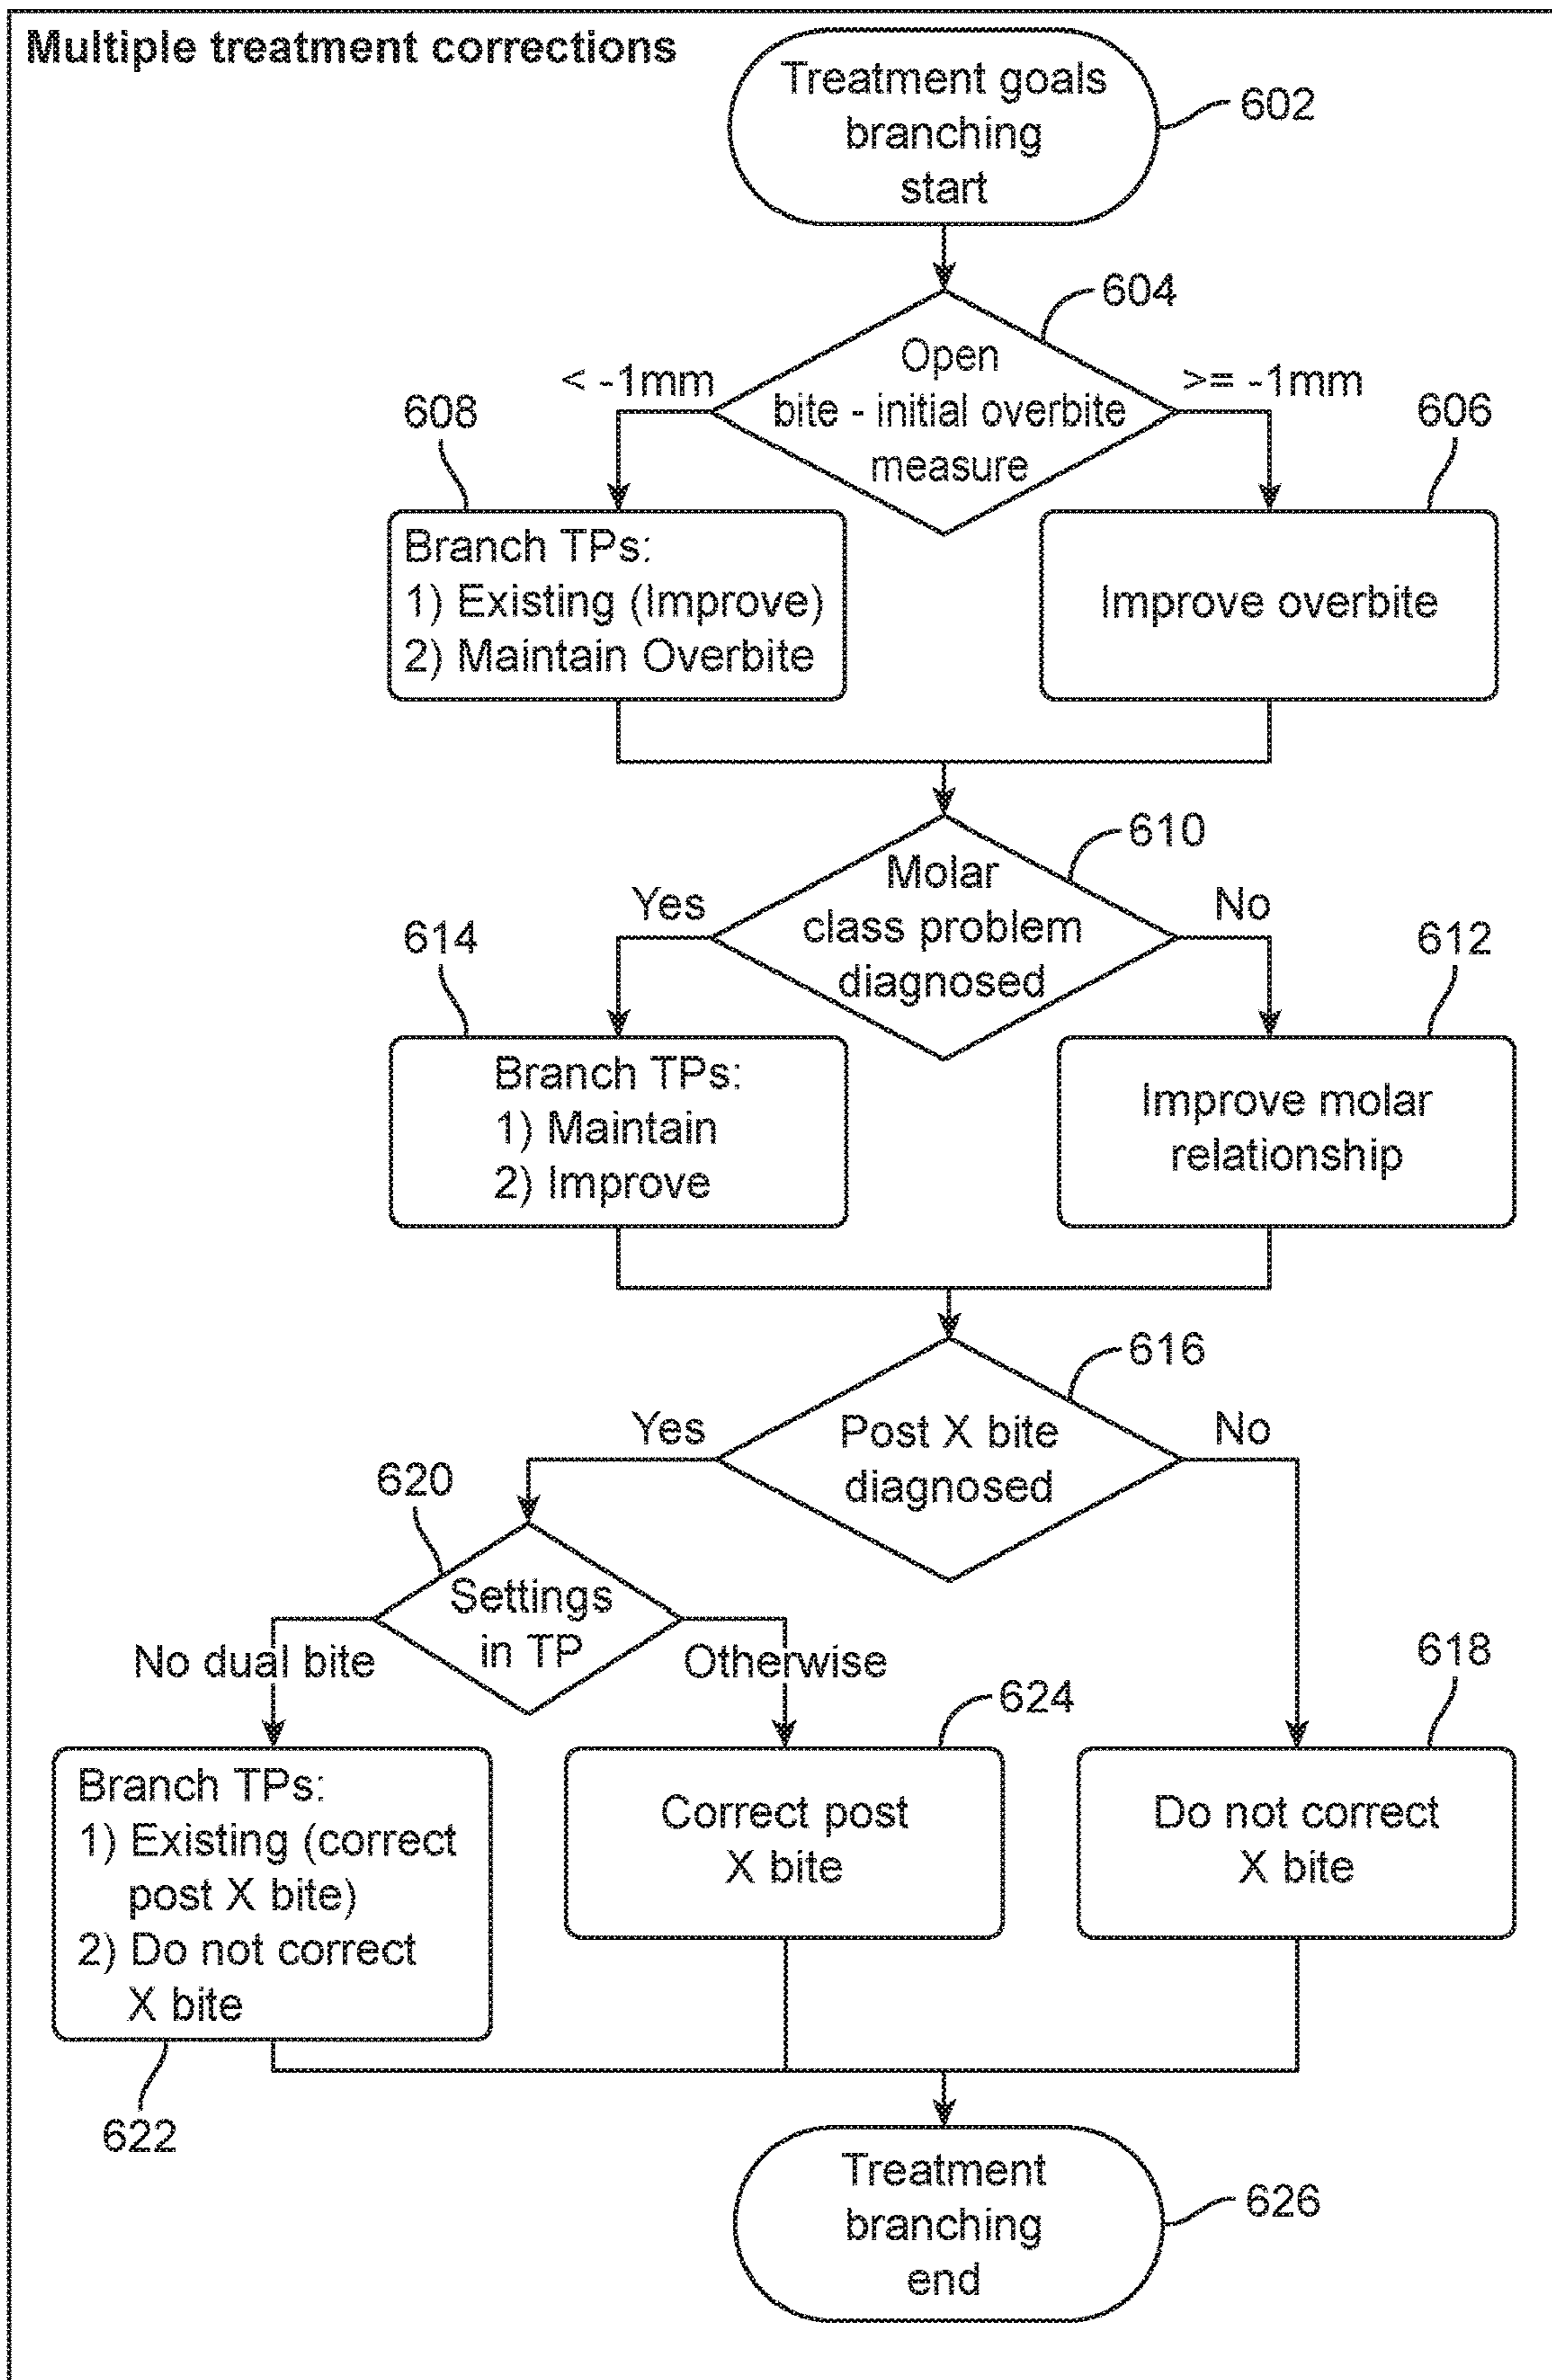 Multiple treatment corrections
Treatment goals
branching
start
602
604
Open
bite - initial overbite
measure
< -1mm
>= -1mm
608
606
Branch TPs:
1) Existing (Improve)
2) Maintain Overbite
Improve overbite
610
Molar
class problem
diagnosed
Yes
No
614
612
Branch TPs:
1) Maintain
2) Improve
Improve molar
relationship
616
Post X bite
diagnosed
Yes
No
620
Settings
in TP
No dual bite
Otherwise
624
618
Branch TPs:
1) Existing (correct
post X bite)
2) Do not correct
X bite
Correct post
X bite
Do not correct
X bite
622
Treatment
branching
end
626